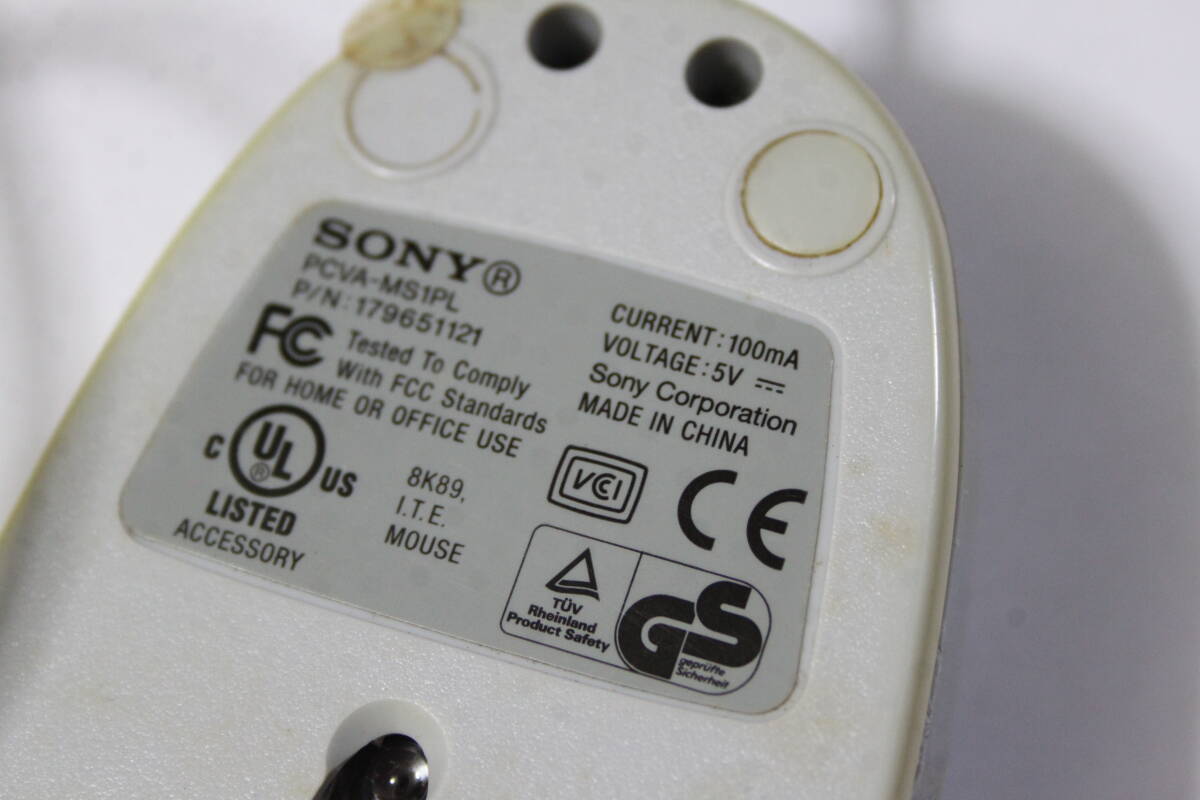 SONY®
PCVA-MS1PL
P/N:179651121
FC Tested To Comply
With FCC Standards
FOR HOME OR OFFICE USE
C UL® US
LISTED
ACCESSORY
8K89,
I.T.E.
MOUSE
CURRENT:100mA
VOLTAGE:5V ⎓
Sony Corporation
MADE IN CHINA
VCI
CE
TÜV
Rheinland
Product Safety
GS
geprüfte
Sicherheit